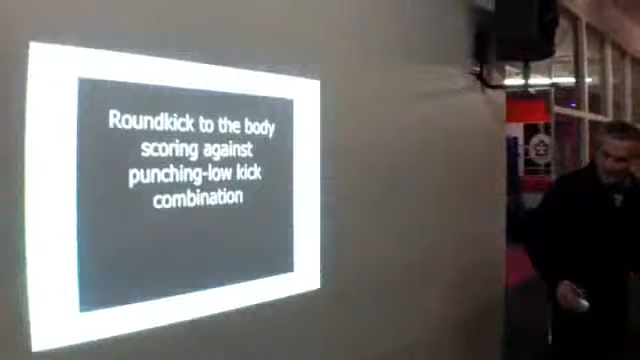 Roundkick to the body
scoring against
punching-low kick
combination